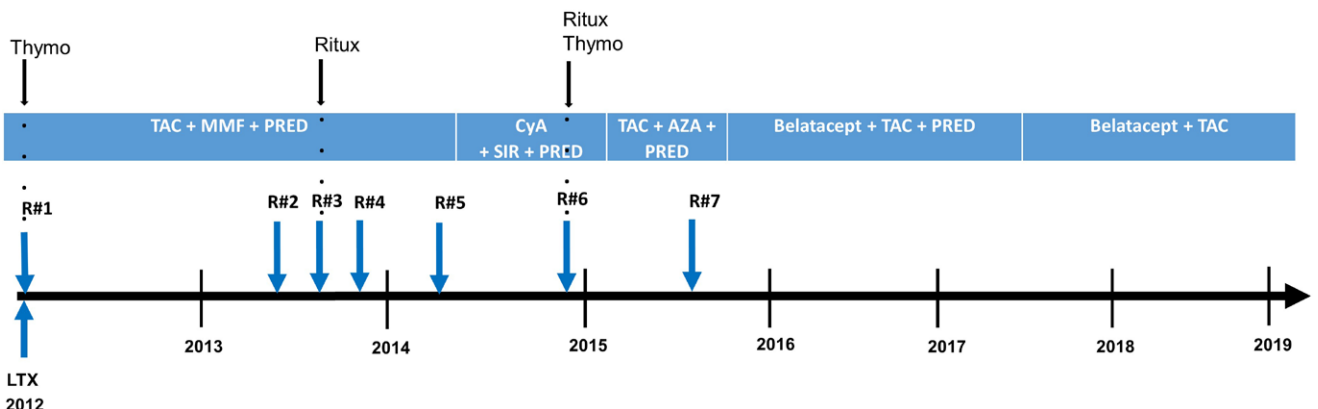 Ritux
Thymo
Thymo
Ritux
TAC + MMF + PRED
CyA
+ SIR + PRED
TAC + AZA +
PRED
Belatacept + TAC + PRED
Belatacept + TAC
R#1
R#2
R#3
R#4
R#5
R#6
R#7
2013
2014
2015
2016
2017
2018
2019
LTX
2012